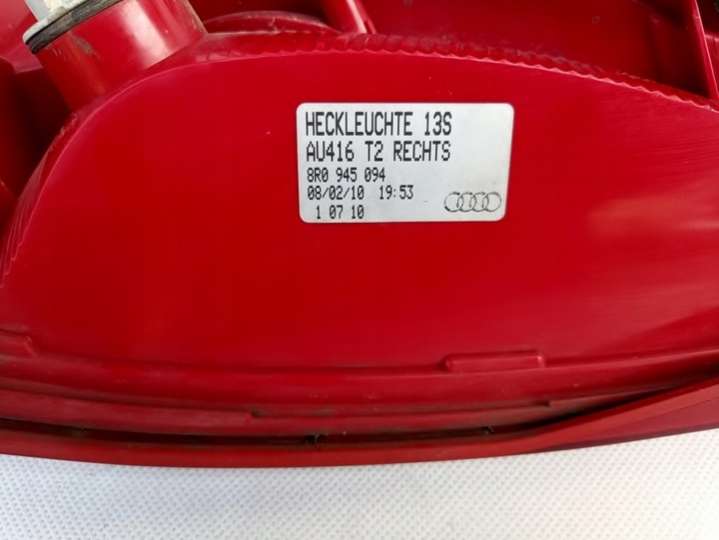 HECKLEUCHTE 13S
AU416 T2 RECHTS
8R0 945 094
08/02/10 19:53
1 07 10